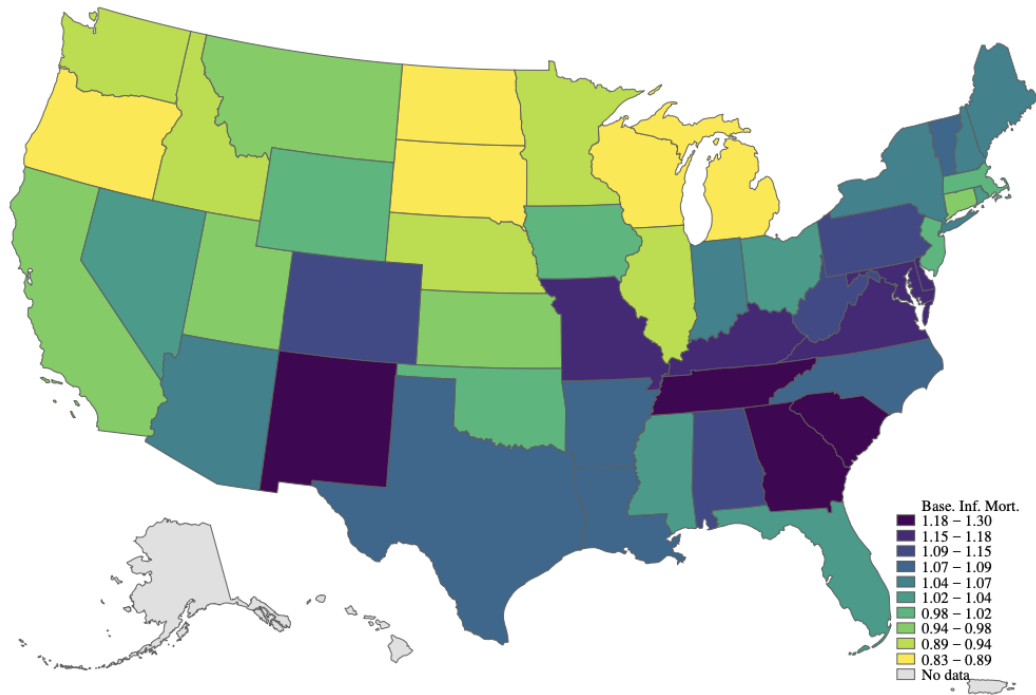 Base. Inf. Mort.
1.18 − 1.30
1.15 − 1.18
1.09 − 1.15
1.07 − 1.09
1.04 − 1.07
1.02 − 1.04
0.98 − 1.02
0.94 − 0.98
0.89 − 0.94
0.83 − 0.89
No data